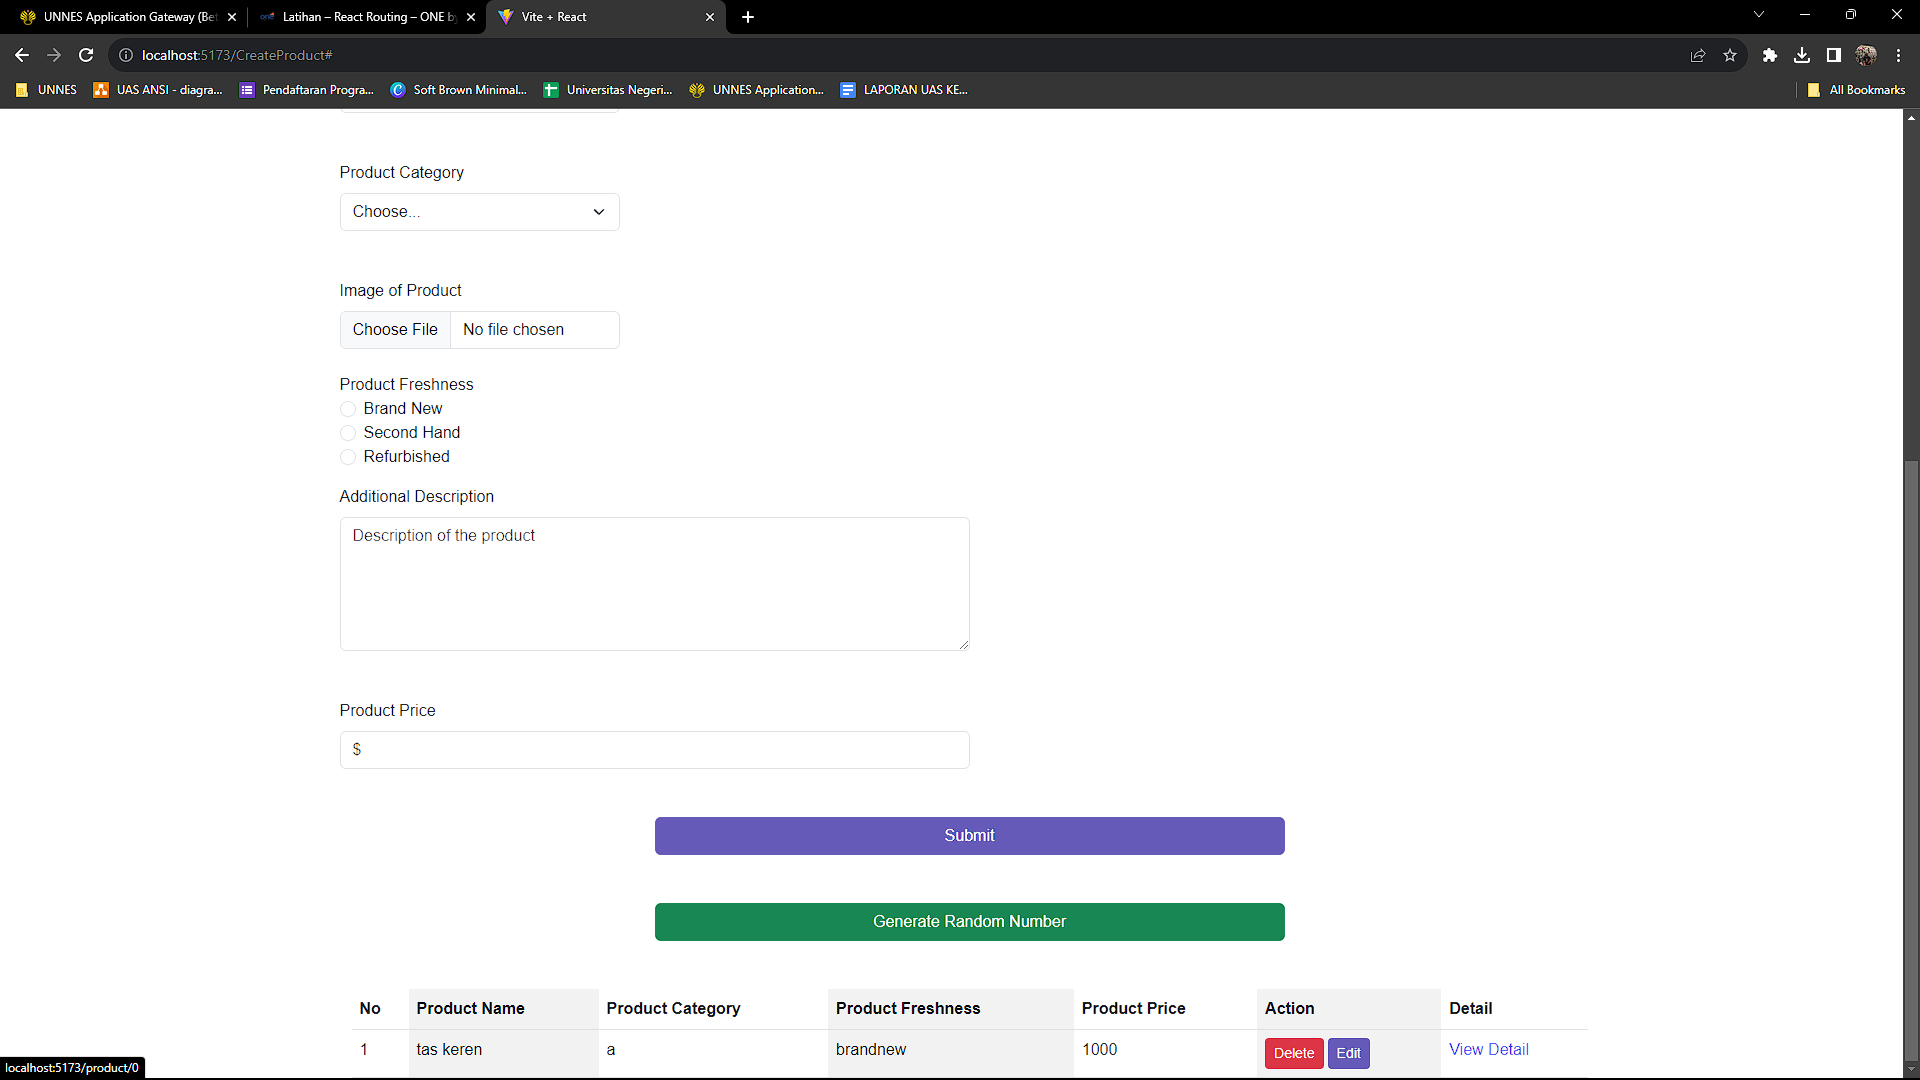 UNNES Application Gateway (Bet
Latihan – React Routing – ONE by
Vite + React
localhost:5173/CreateProduct#
UNNES
UAS ANSI - diagra...
Pendaftaran Progra...
Soft Brown Minimal...
Universitas Negeri...
UNNES Application...
LAPORAN UAS KE...
All Bookmarks
Product Category
Choose...
Image of Product
Choose File No file chosen
Product Freshness
Brand New
Second Hand
Refurbished
Additional Description
Description of the product
Product Price
$
Submit
Generate Random Number
No Product Name Product Category Product Freshness Product Price Action Detail
1 tas keren a brandnew 1000 Delete Edit View Detail
localhost:5173/product/0